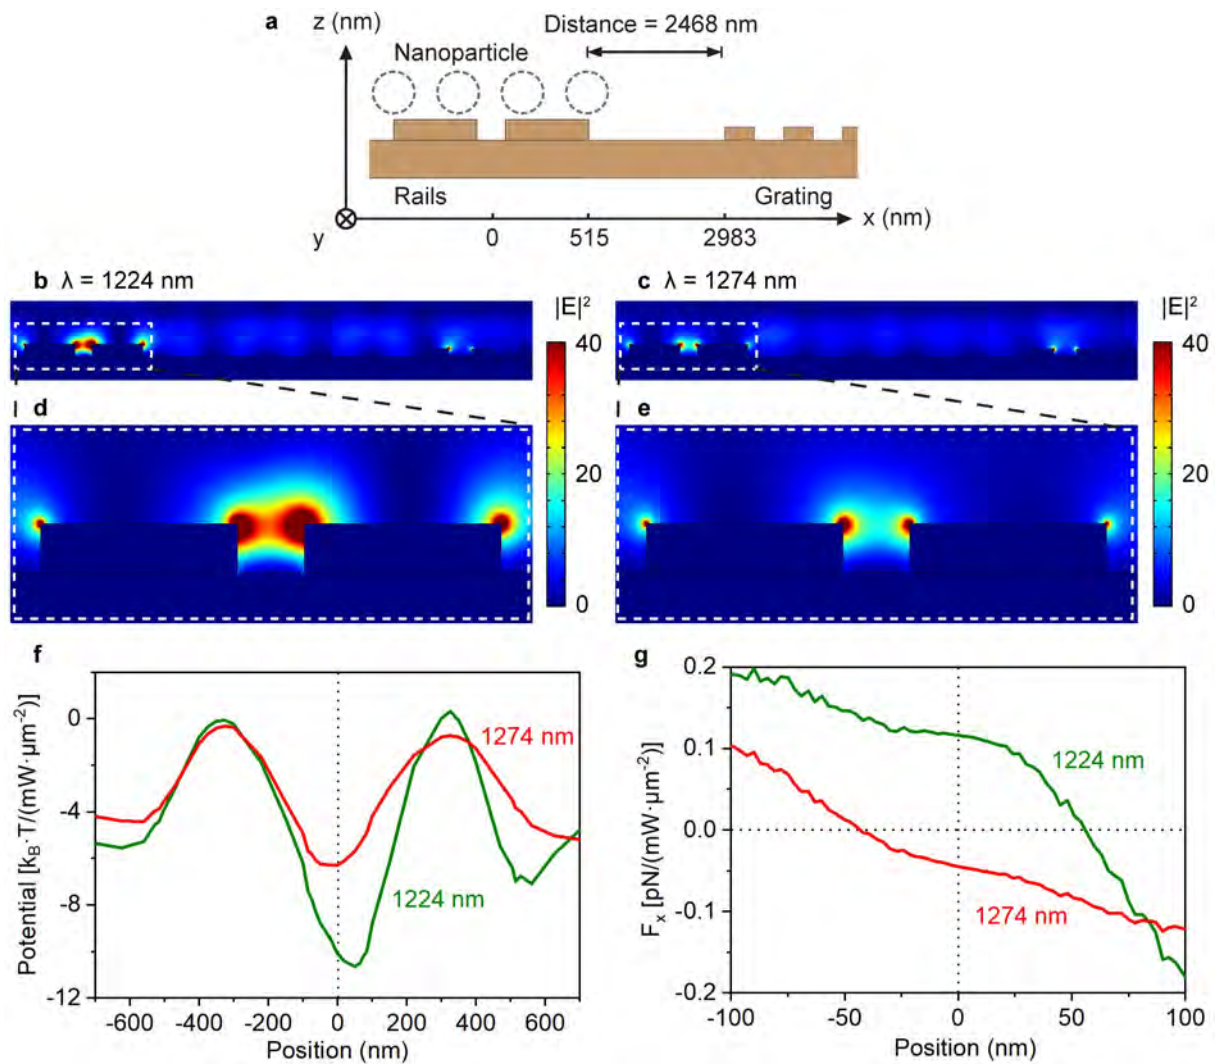 a
z (nm)
Distance = 2468 nm
Nanoparticle
Rails
Grating
x (nm)
y
0
515
2983
b λ = 1224 nm
c λ = 1274 nm
|E|²
40
20
0
|E|²
40
20
0
d
e
f
Potential [k_B·T/(mW·μm⁻²)]
0
-4
-8
-12
1274 nm
1224 nm
-600
-400
-200
0
200
400
600
Position (nm)
g
F_x [pN/(mW·μm⁻²)]
0.2
0.1
0.0
-0.1
-0.2
1224 nm
1274 nm
-100
-50
0
50
100
Position (nm)